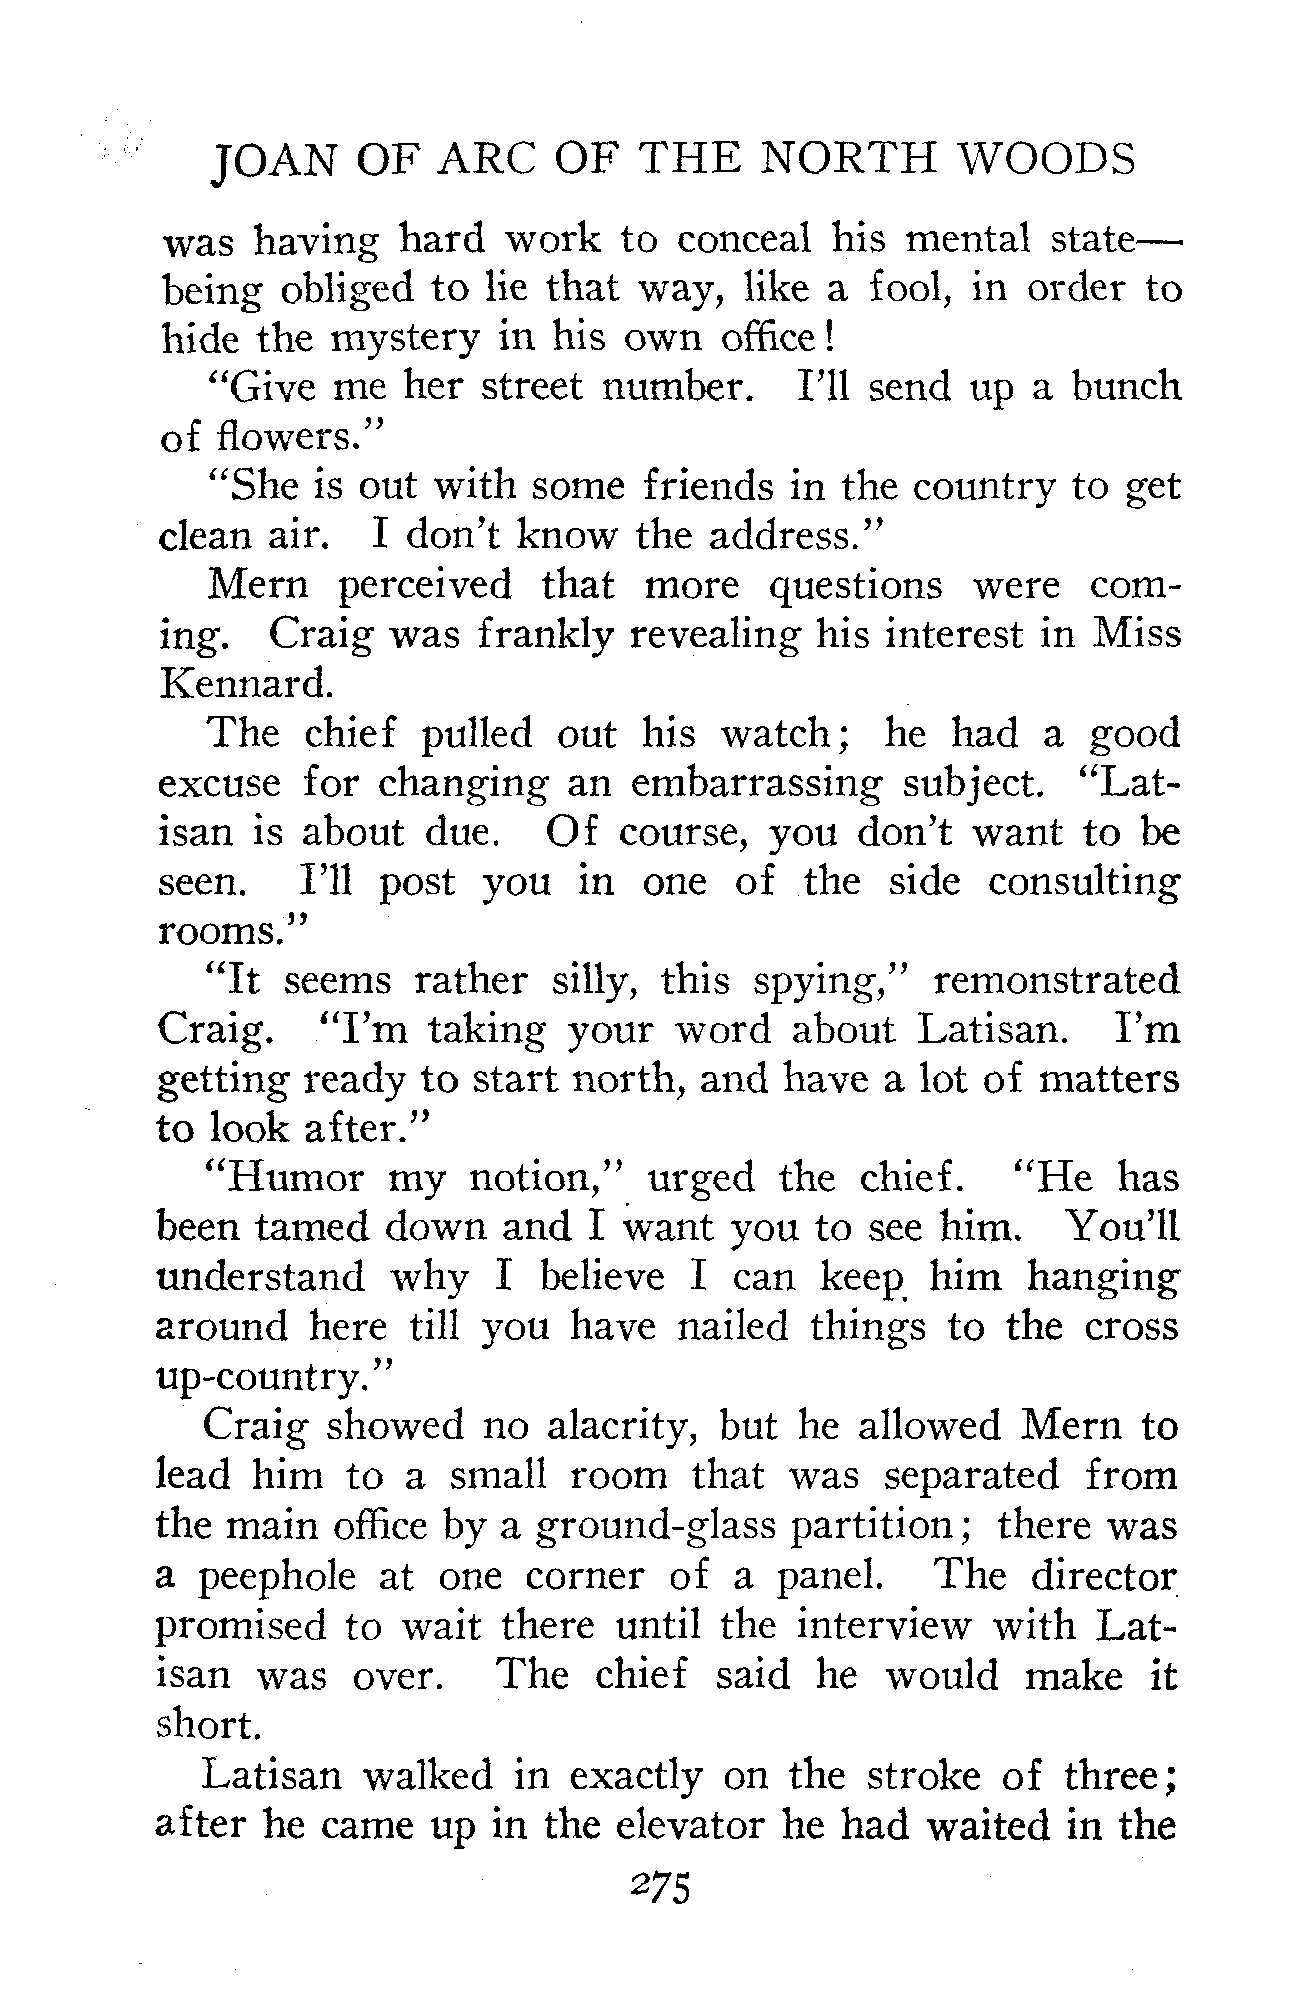 JOAN OF ARC OF THE NORTH WOODS
was having hard work to conceal his mental state—
being obliged to lie that way, like a fool, in order to
hide the mystery in his own office!
"Give me her street number. I'll send up a bunch
of flowers."
"She is out with some friends in the country to get
clean air. I don't know the address."
Mern perceived that more questions were com-
ing. Craig was frankly revealing his interest in Miss
Kennard.
The chief pulled out his watch; he had a good
excuse for changing an embarrassing subject. "Lat-
isan is about due. Of course, you don't want to be
seen. I'll post you in one of the side consulting
rooms."
"It seems rather silly, this spying," remonstrated
Craig. "I'm taking your word about Latisan. I'm
getting ready to start north, and have a lot of matters
to look after."
"Humor my notion," urged the chief. "He has
been tamed down and I want you to see him. You'll
understand why I believe I can keep him hanging
around here till you have nailed things to the cross
up-country."
Craig showed no alacrity, but he allowed Mern to
lead him to a small room that was separated from
the main office by a ground-glass partition; there was
a peephole at one corner of a panel. The director
promised to wait there until the interview with Lat-
isan was over. The chief said he would make it
short.
Latisan walked in exactly on the stroke of three;
after he came up in the elevator he had waited in the
275